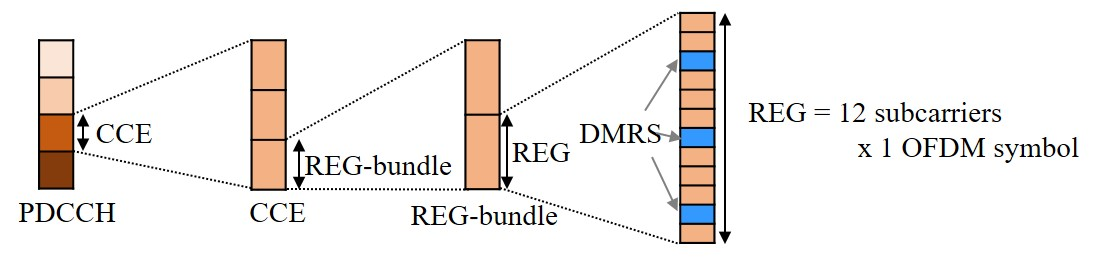 PDCCH
CCE
CCE
REG-bundle
REG-bundle
REG
DMRS
REG = 12 subcarriers
x 1 OFDM symbol